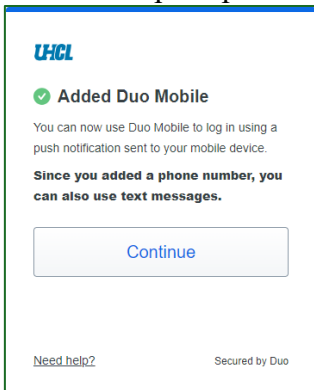 UHCL
Added Duo Mobile
You can now use Duo Mobile to log in using a
push notification sent to your mobile device.
Since you added a phone number, you
can also use text messages.
Continue
Need help?
Secured by Duo